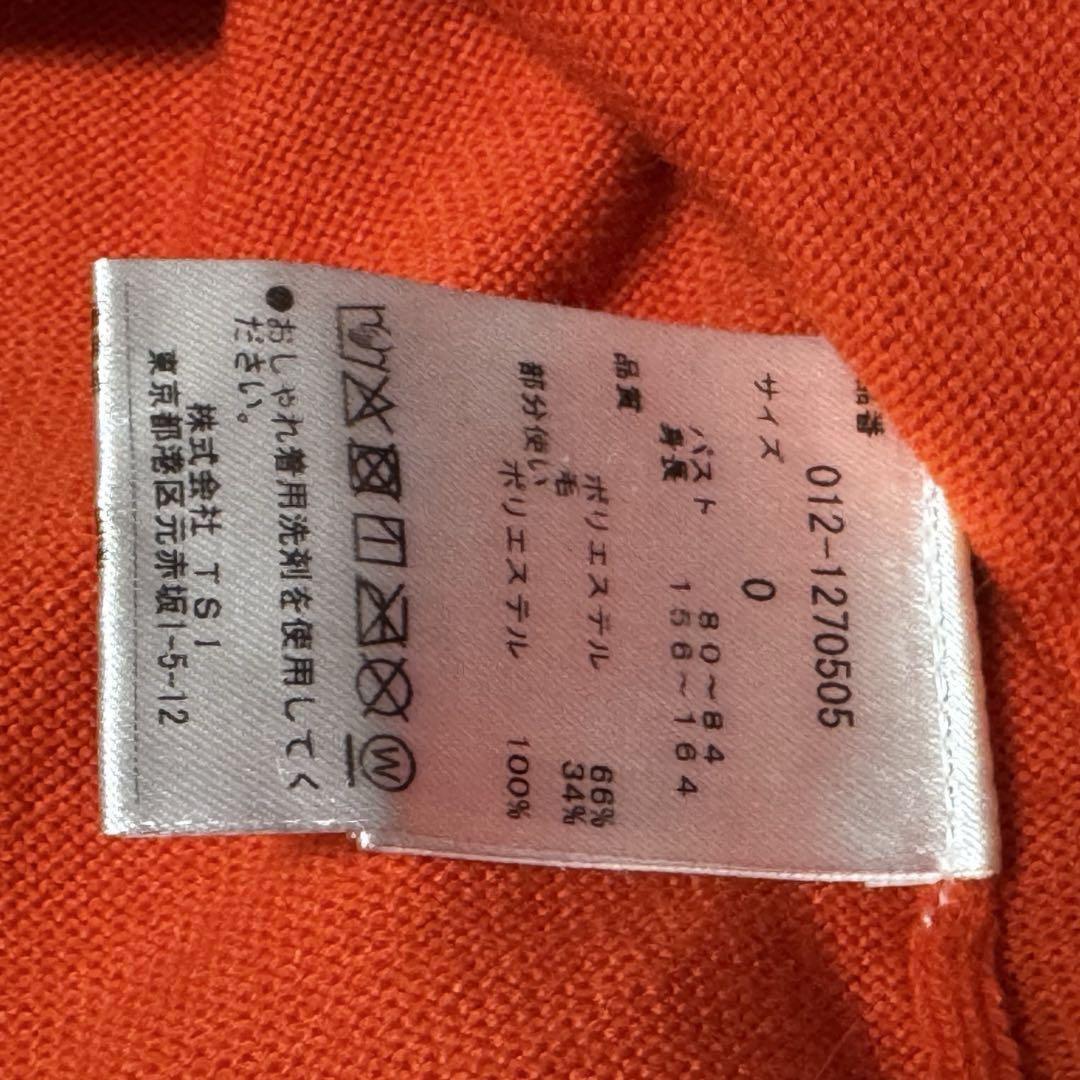 品番
012-1270505
サイズ 0
バスト 80~84
身長 156~164
品質
ポリエステル 66%
毛 34%
部分使い
ポリエステル 100%
W
●おしゃれ着用洗剤を使用してく
ださい。
株式会社 TSI
東京都港区元赤坂1-5-12